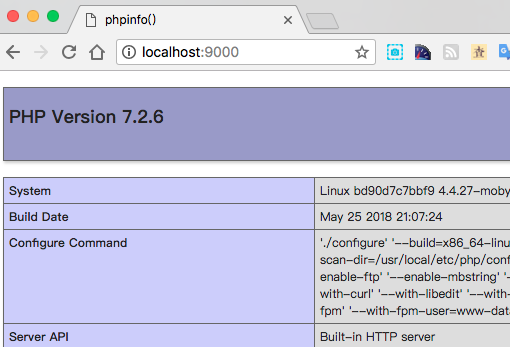 phpinfo()
localhost:9000
PHP Version 7.2.6
System Linux bd90d7c7bbf9 4.4.27-moby
Build Date May 25 2018 21:07:24
Configure Command './configure' '--build=x86_64-linu
scan-dir=/usr/local/etc/php/conf
enable-ftp' '--enable-mbstring' '-
with-curl' '--with-libedit' '--with-
fpm' '--with-fpm-user=www-data
Server API Built-in HTTP server